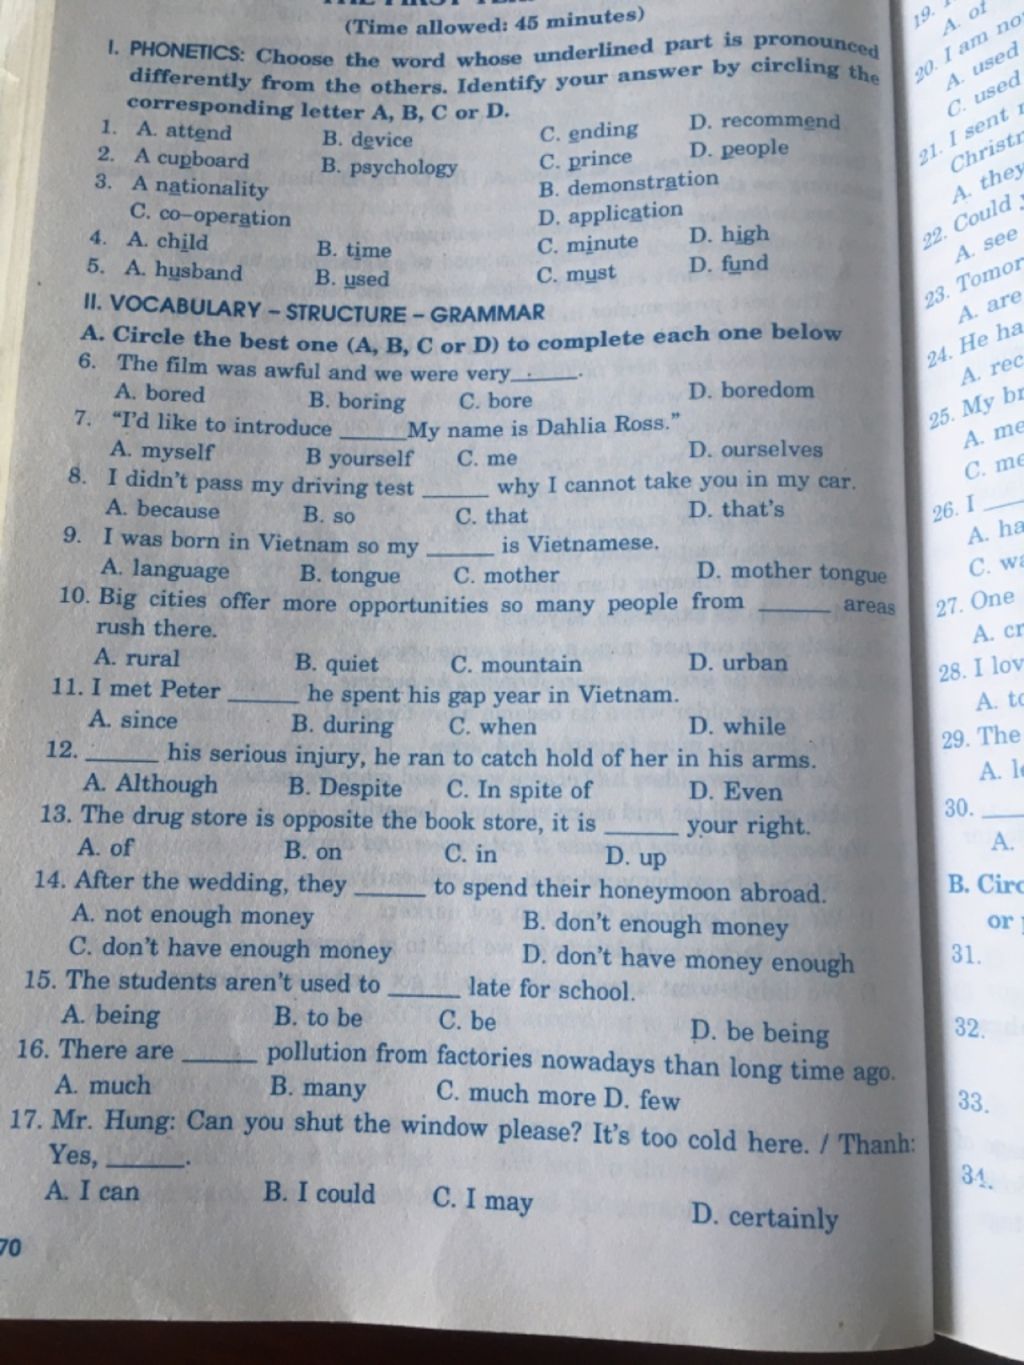 (Time allowed: 45 minutes)
I. PHONETICS: Choose the word whose underlined part is pronounced
differently from the others. Identify your answer by circling the
corresponding letter A, B, C or D.
1. A. attend B. device C. ending D. recommend
2. A cupboard B. psychology C. prince D. people
3. A nationality B. demonstration
C. co-operation D. application
4. A. child B. time C. minute D. high
5. A. husband B. used C. must D. fund
II. VOCABULARY – STRUCTURE – GRAMMAR
A. Circle the best one (A, B, C or D) to complete each one below
6. The film was awful and we were very______.
A. bored B. boring C. bore D. boredom
7. “I’d like to introduce ______My name is Dahlia Ross.”
A. myself B yourself C. me D. ourselves
8. I didn’t pass my driving test ______ why I cannot take you in my car.
A. because B. so C. that D. that’s
9. I was born in Vietnam so my ______ is Vietnamese.
A. language B. tongue C. mother D. mother tongue
10. Big cities offer more opportunities so many people from ______ areas
rush there.
A. rural B. quiet C. mountain D. urban
11. I met Peter ______ he spent his gap year in Vietnam.
A. since B. during C. when D. while
12. ______ his serious injury, he ran to catch hold of her in his arms.
A. Although B. Despite C. In spite of D. Even
13. The drug store is opposite the book store, it is ______ your right.
A. of B. on C. in D. up
14. After the wedding, they ______ to spend their honeymoon abroad.
A. not enough money B. don’t enough money
C. don’t have enough money D. don’t have money enough
15. The students aren’t used to ______ late for school.
A. being B. to be C. be D. be being
16. There are ______ pollution from factories nowadays than long time ago.
A. much B. many C. much more D. few
17. Mr. Hung: Can you shut the window please? It’s too cold here. / Thanh:
Yes, ______.
A. I can B. I could C. I may D. certainly
70
19.
A. of
20. I am
A. used
C. used
21. I sent
A. they
22. Could
A. see
23.
A. are
24. He
A.
25. My
A.
C.
26. I ______
A.
C.
27. One
A.
28. I
A.
29. The
A.
30. ____
A.
B.
or
31.
32.
33.
34.